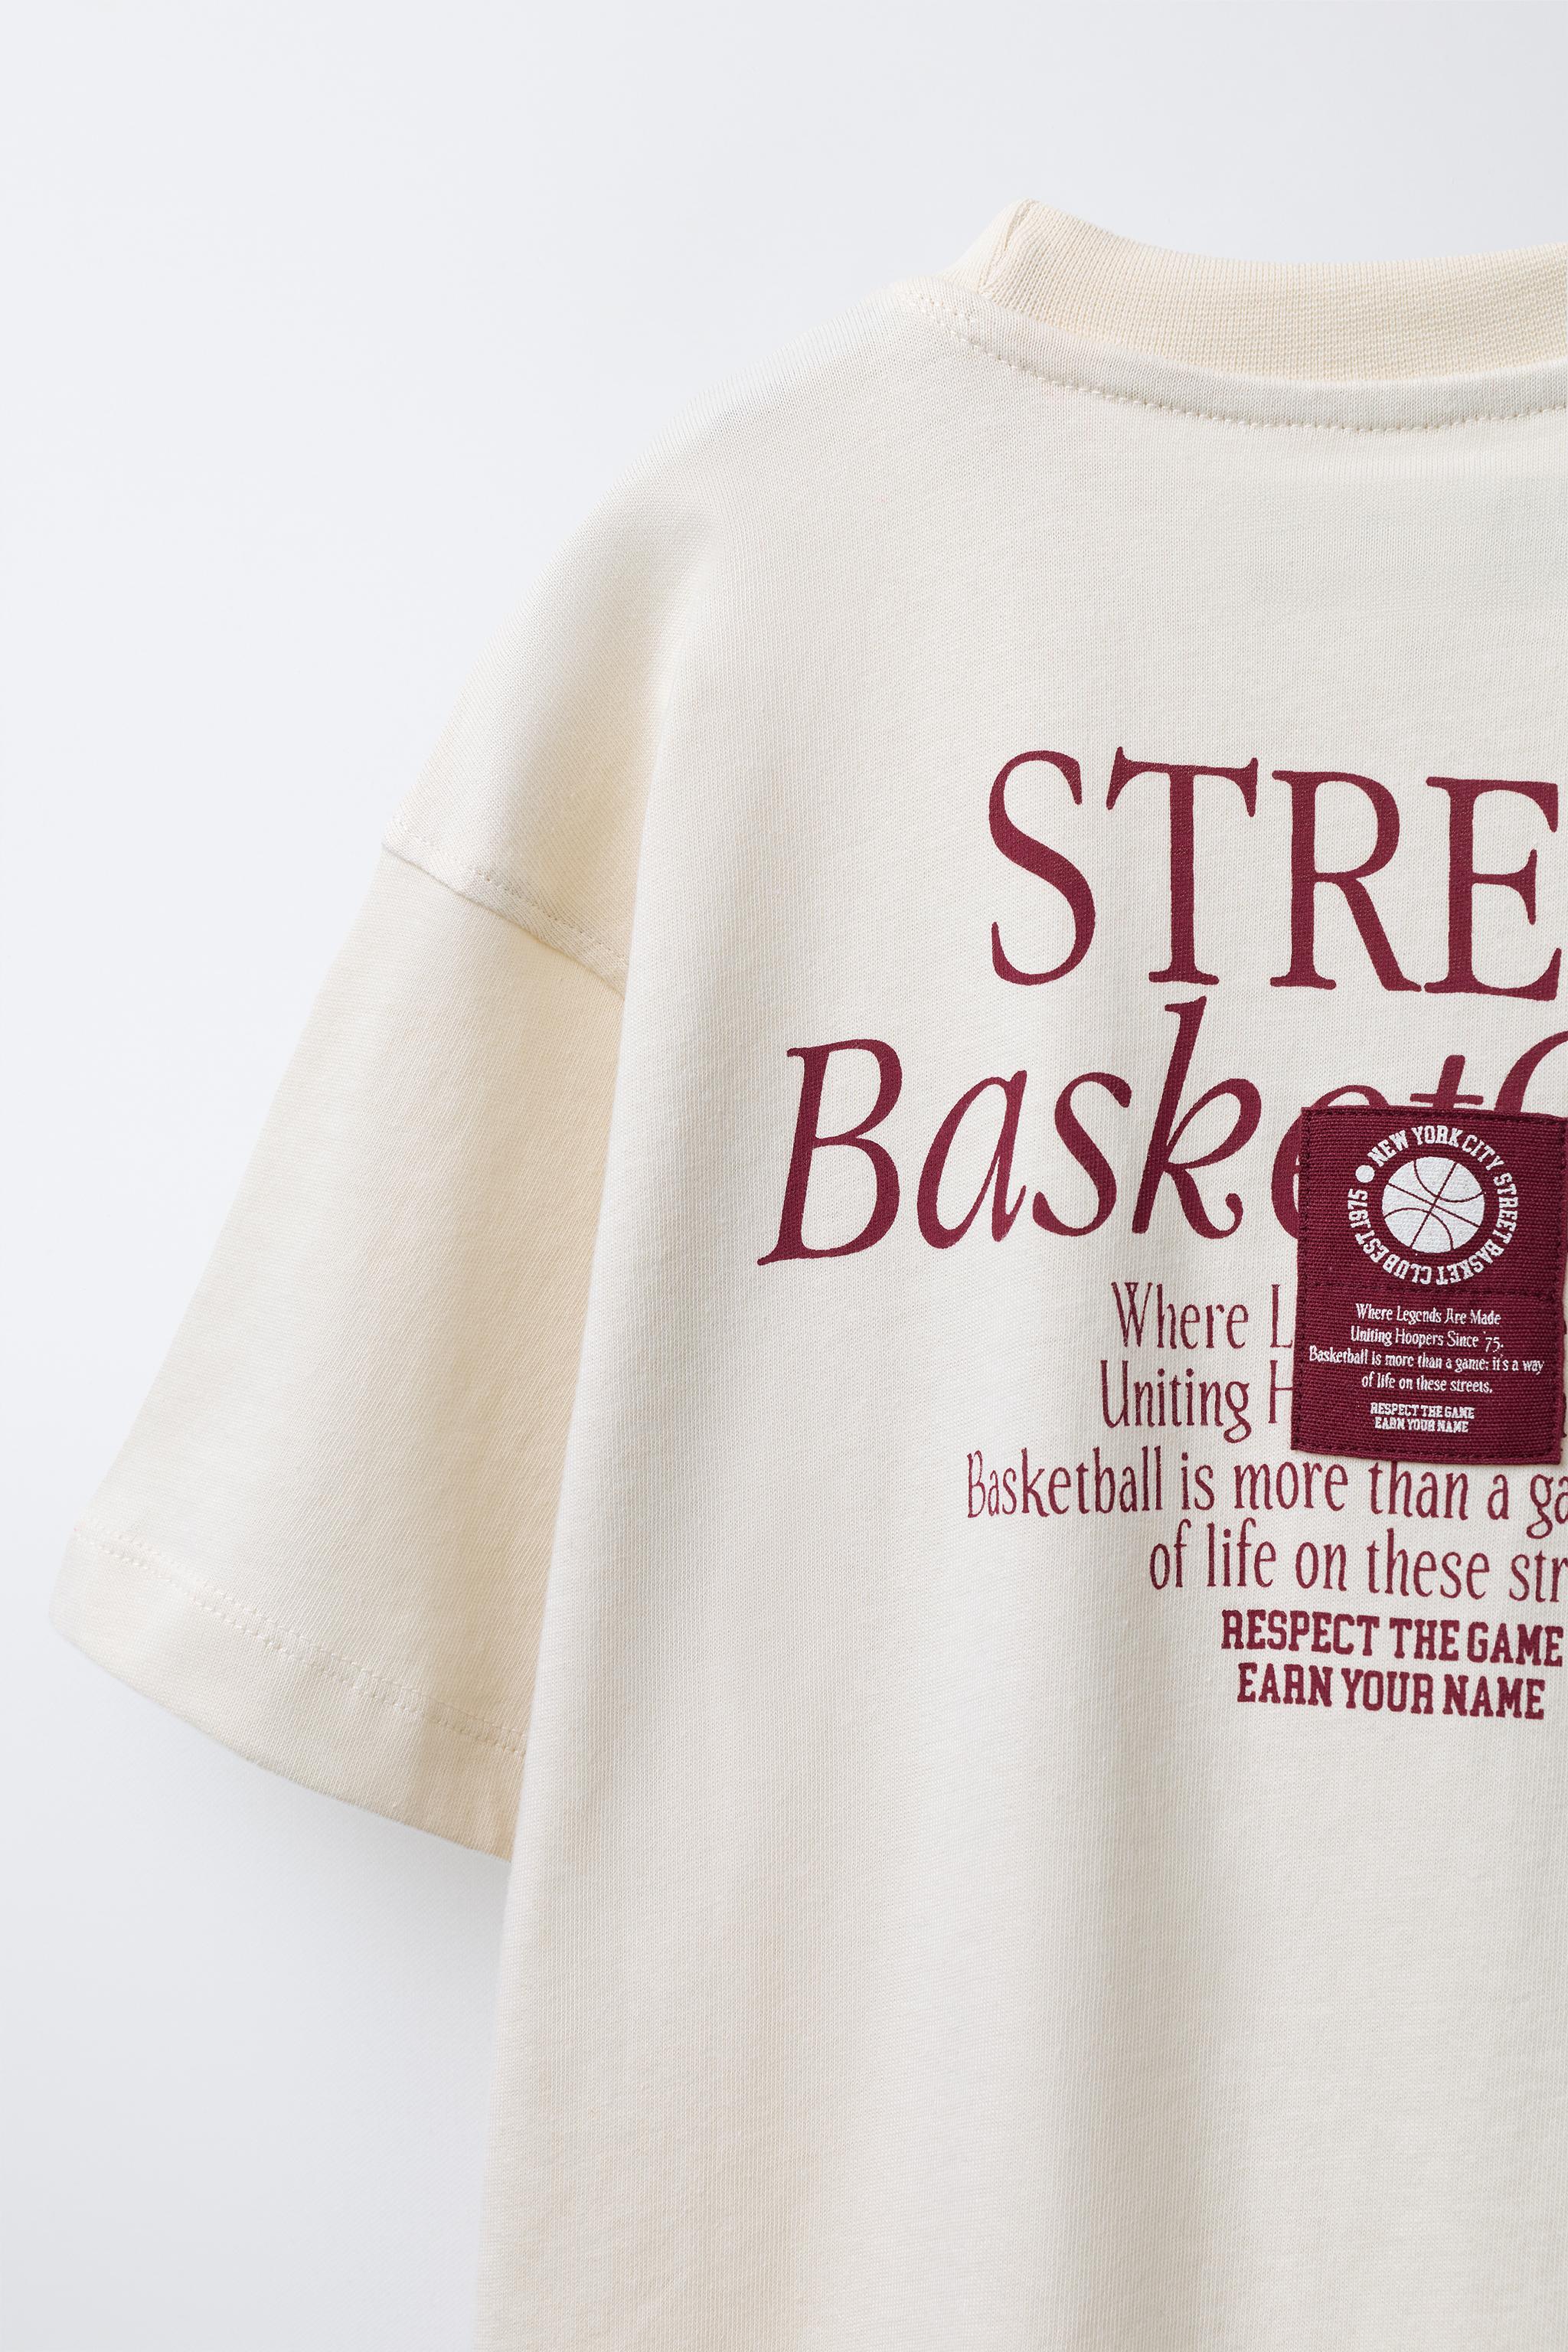 STRE
Basket
Where L
Uniting H
Basketball is more than a ga
of life on these str
RESPECT THE GAME
EARN YOUR NAME
NEW YORK CITY STREET BASKET CLUB EST. 1975
Where Legends Are Made
Uniting Hoopers Since '75.
Basketball is more than a game; it's a way
of life on these streets.
RESPECT THE GAME
EARN YOUR NAME